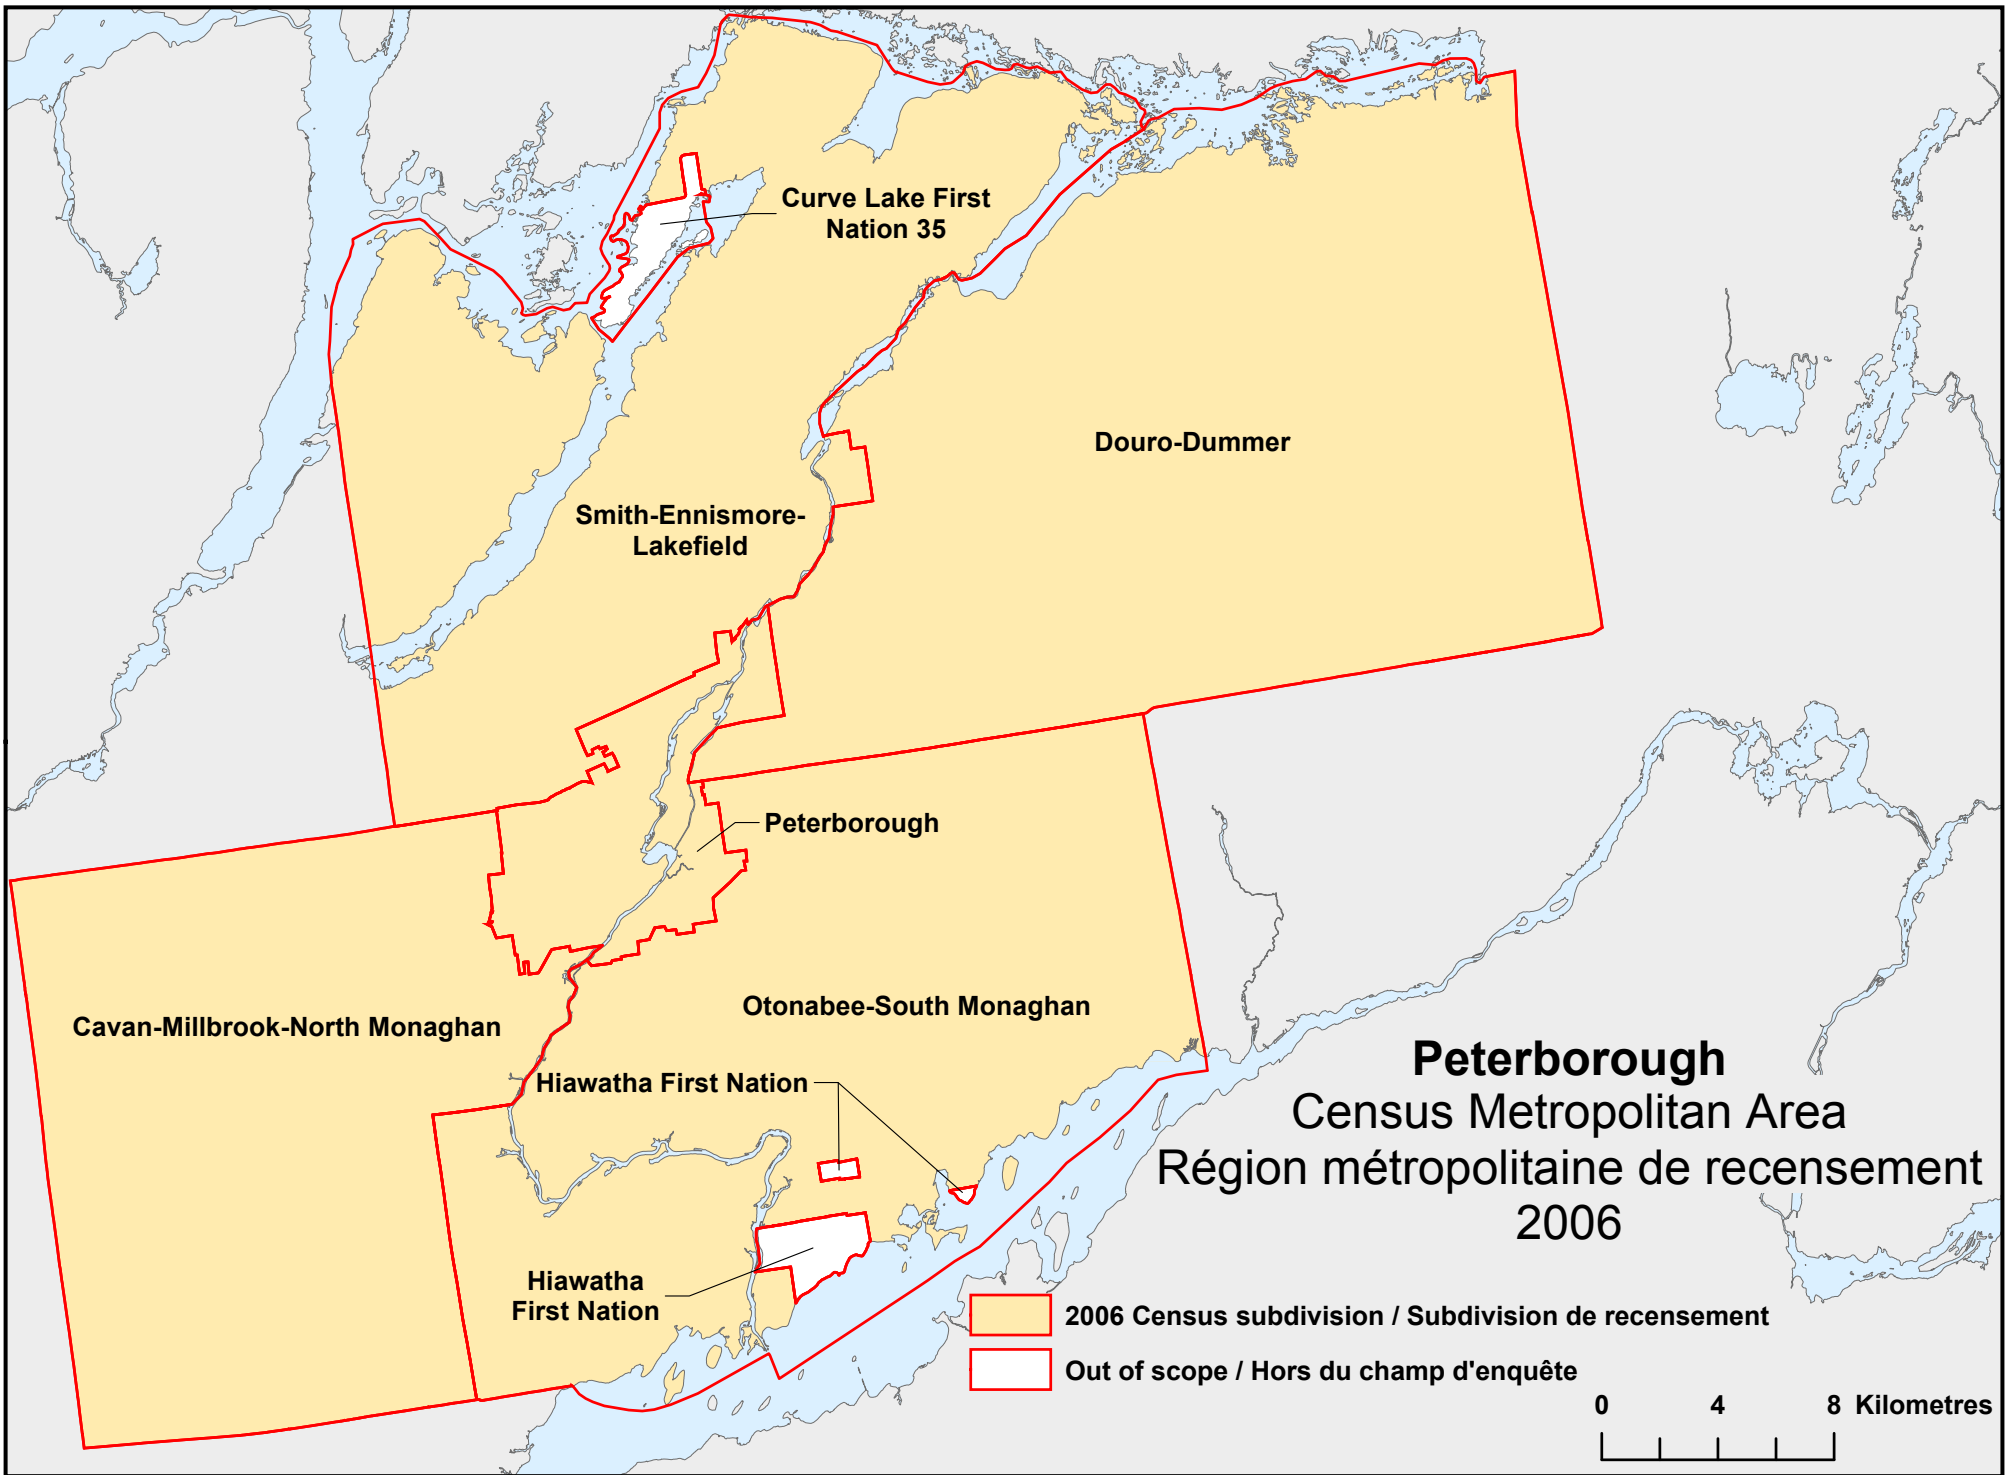 Curve Lake First
Nation 35
Douro-Dummer
Smith-Ennismore-
Lakefield
Peterborough
Cavan-Millbrook-North Monaghan
Otonabee-South Monaghan
Hiawatha First Nation
Hiawatha
First Nation
Peterborough
Census Metropolitan Area
Région métropolitaine de recensement
2006
2006 Census subdivision / Subdivision de recensement
Out of scope / Hors du champ d'enquête
0 4 8 Kilometres